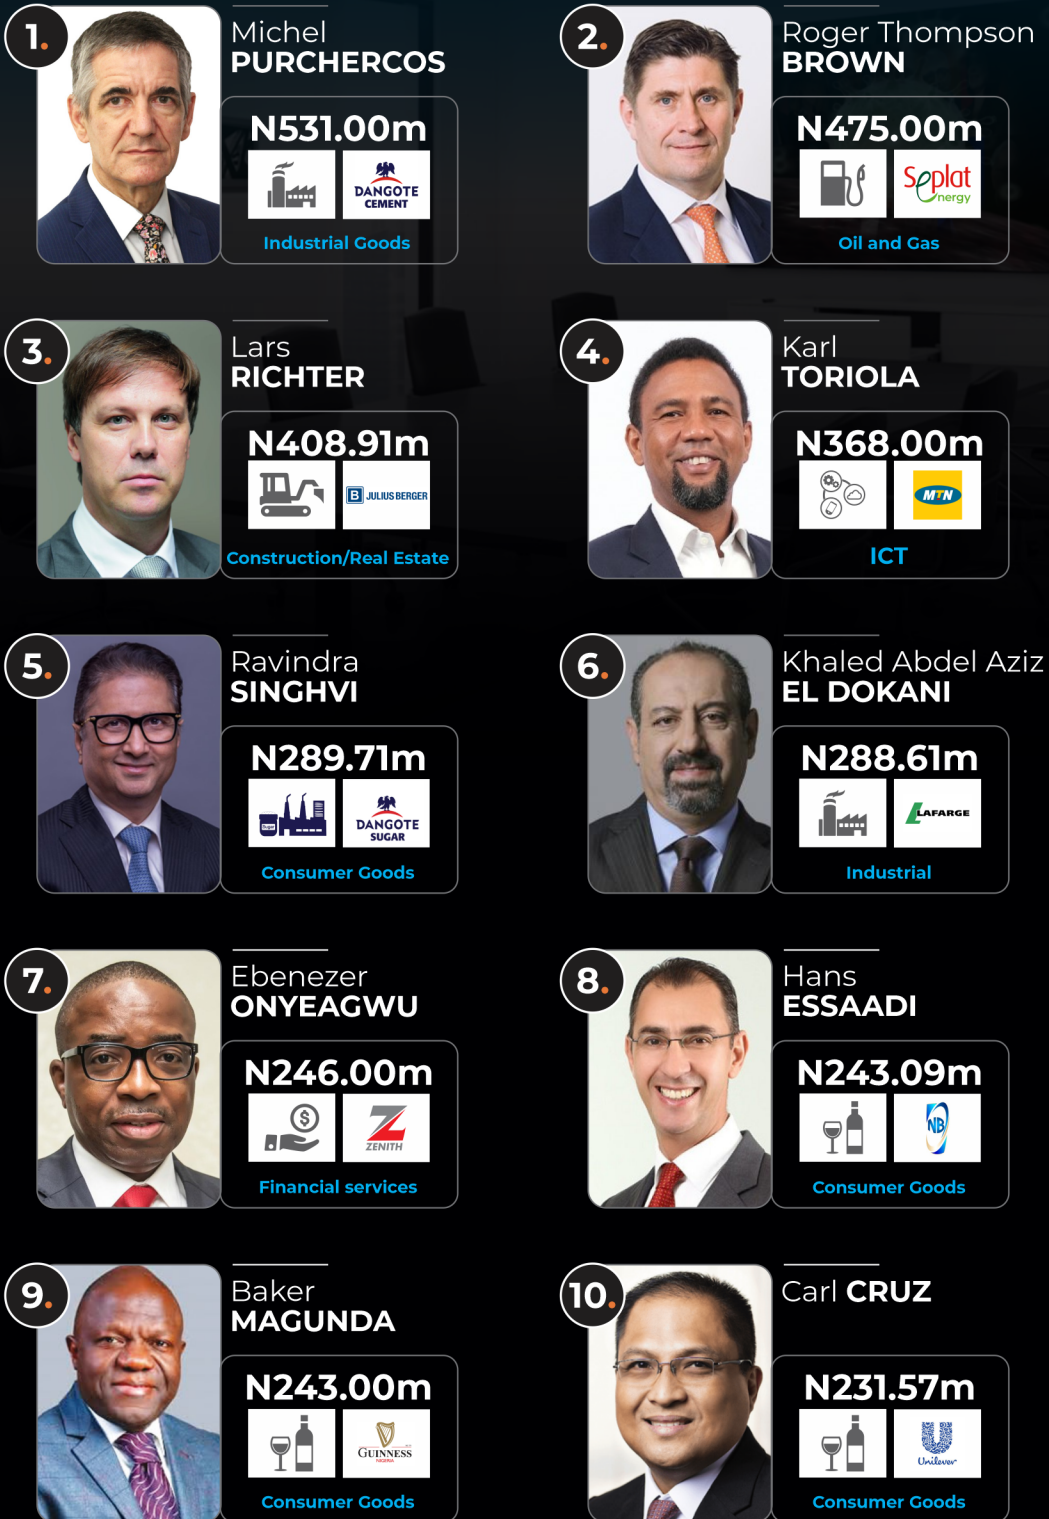 1.
Michel
PURCHERCOS
N531.00m
DANGOTE
CEMENT
Industrial Goods
2.
Roger Thompson
BROWN
N475.00m
Seplat
energy
Oil and Gas
3.
Lars
RICHTER
N408.91m
B JULIUS BERGER
Construction/Real Estate
4.
Karl
TORIOLA
N368.00m
MTN
ICT
5.
Ravindra
SINGHVI
N289.71m
Sugar
DANGOTE
SUGAR
Consumer Goods
6.
Khaled Abdel Aziz
EL DOKANI
N288.61m
LAFARGE
Industrial
7.
Ebenezer
ONYEAGWU
N246.00m
$
Z
ZENITH
Financial services
8.
Hans
ESSAADI
N243.09m
NB
Consumer Goods
9.
Baker
MAGUNDA
N243.00m
GUINNESS
NIGERIA
Consumer Goods
10.
Carl CRUZ
N231.57m
Unilever
Consumer Goods